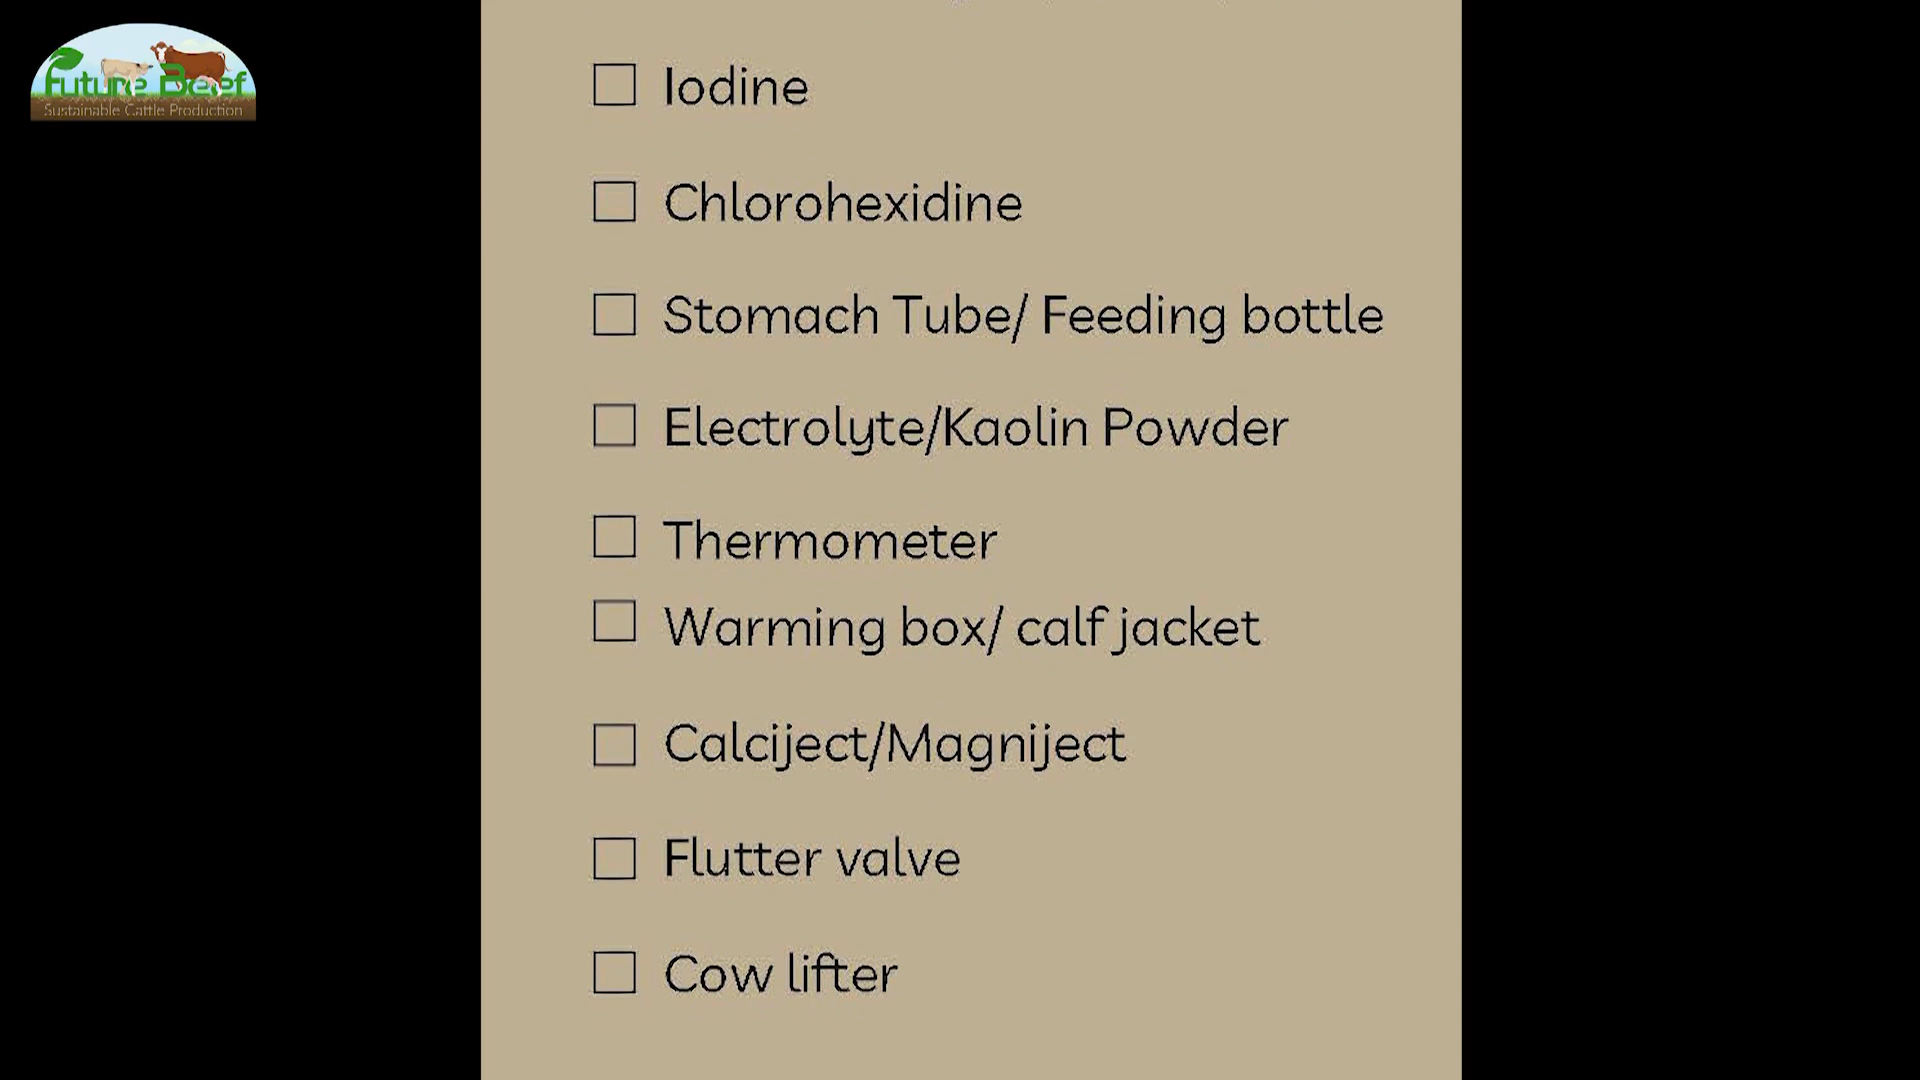 Future Beef
Sustainable Cattle Production
Iodine
Chlorohexidine
Stomach Tube/ Feeding bottle
Electrolyte/Kaolin Powder
Thermometer
Warming box/ calf jacket
Calciject/Magniject
Flutter valve
Cow lifter